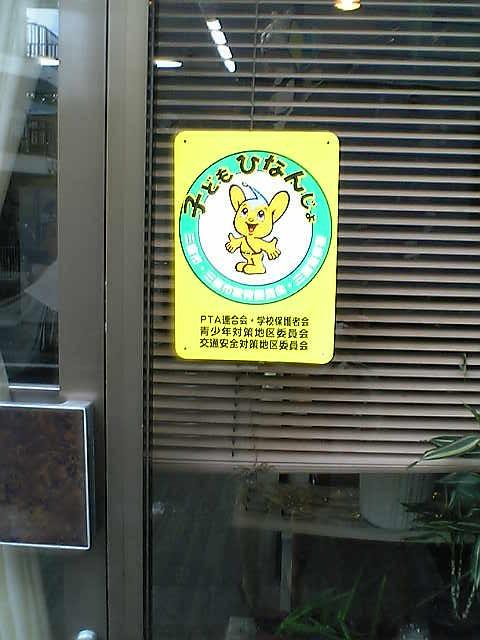 子ども ひなんじょ
三鷹市・三鷹市教育委員会・三鷹警察署
PTA連合会・学校保護者会
青少年対策地区委員会
交通安全対策地区委員会